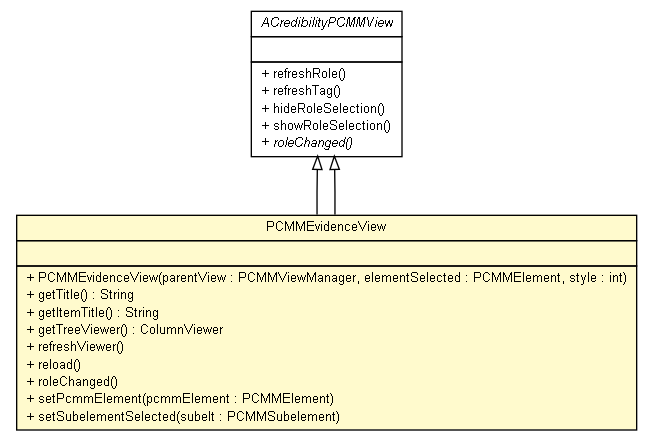 ACredibilityPCMMView
+ refreshRole()
+ refreshTag()
+ hideRoleSelection()
+ showRoleSelection()
+ roleChanged()
PCMMEvidenceView
+ PCMMEvidenceView(parentView : PCMMViewManager, elementSelected : PCMMElement, style : int)
+ getTitle() : String
+ getItemTitle() : String
+ getTreeViewer() : ColumnViewer
+ refreshViewer()
+ reload()
+ roleChanged()
+ setPcmmElement(pcmmElement : PCMMElement)
+ setSubelementSelected(subelt : PCMMSubelement)